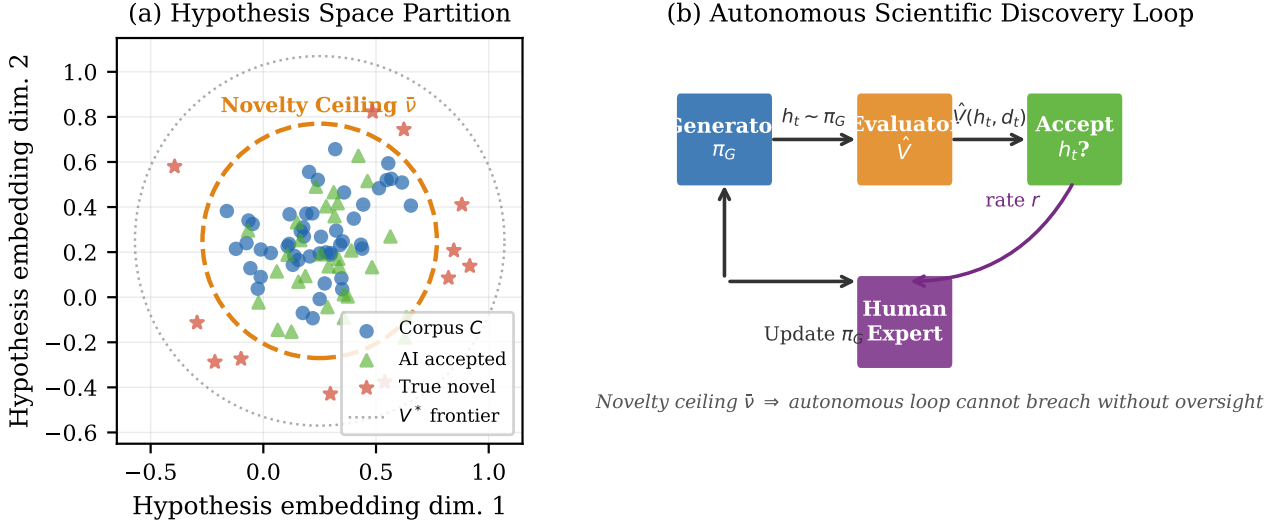 (a) Hypothesis Space Partition
Hypothesis embedding dim. 2
1.0
0.8
0.6
0.4
0.2
0.0
−0.2
−0.4
−0.6
Novelty Ceiling ν̄
Corpus C
AI accepted
True novel
V* frontier
−0.5
0.0
0.5
1.0
Hypothesis embedding dim. 1
(b) Autonomous Scientific Discovery Loop
Generator
π_G
h_t ~ π_G
Evaluator
V̂
V̂(h_t, d_t)
Accept
h_t?
rate r
Human
Expert
Update π_G
Novelty ceiling ν̄ ⇒ autonomous loop cannot breach without oversight